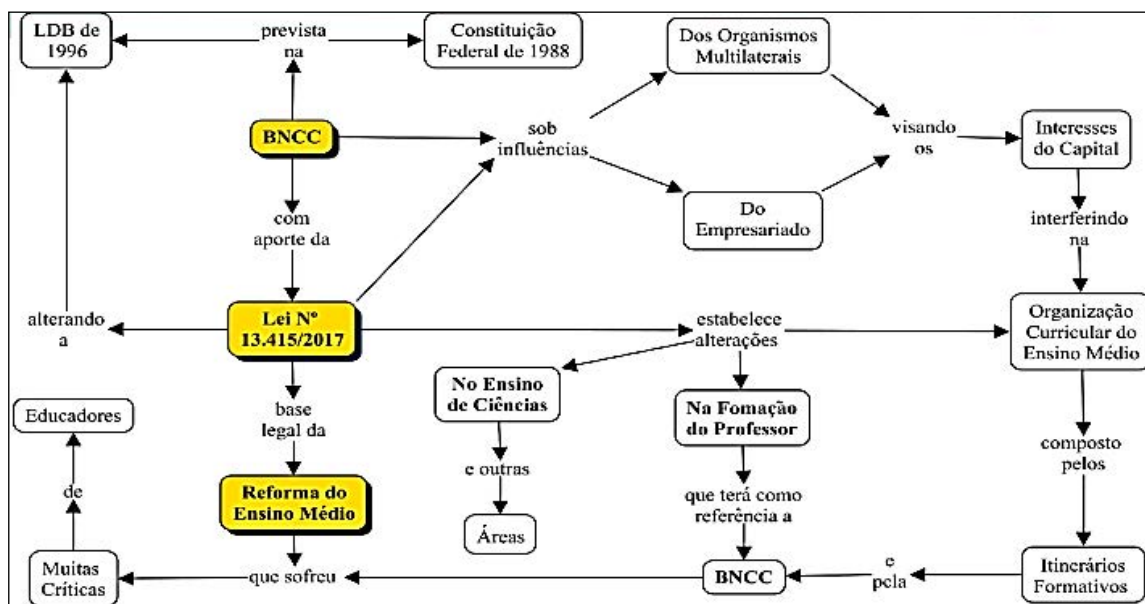 LDB de
1996
prevista
na
Constituição
Federal de 1988
Dos Organismos
Multilaterais
BNCC
sob
influências
visando
os
Interesses
do Capital
Do
Empresariado
com
aporte da
interferindo
na
alterando
a
Lei Nº
13.415/2017
estabelece
alterações
Organização
Curricular do
Ensino Médio
No Ensino
de Ciências
Na Fomação
do Professor
Educadores
base
legal da
composto
pelos
e outras
de
que terá como
referência a
Reforma do
Ensino Médio
Áreas
Muitas
Críticas
que sofreu
BNCC
e
pela
Itinerários
Formativos